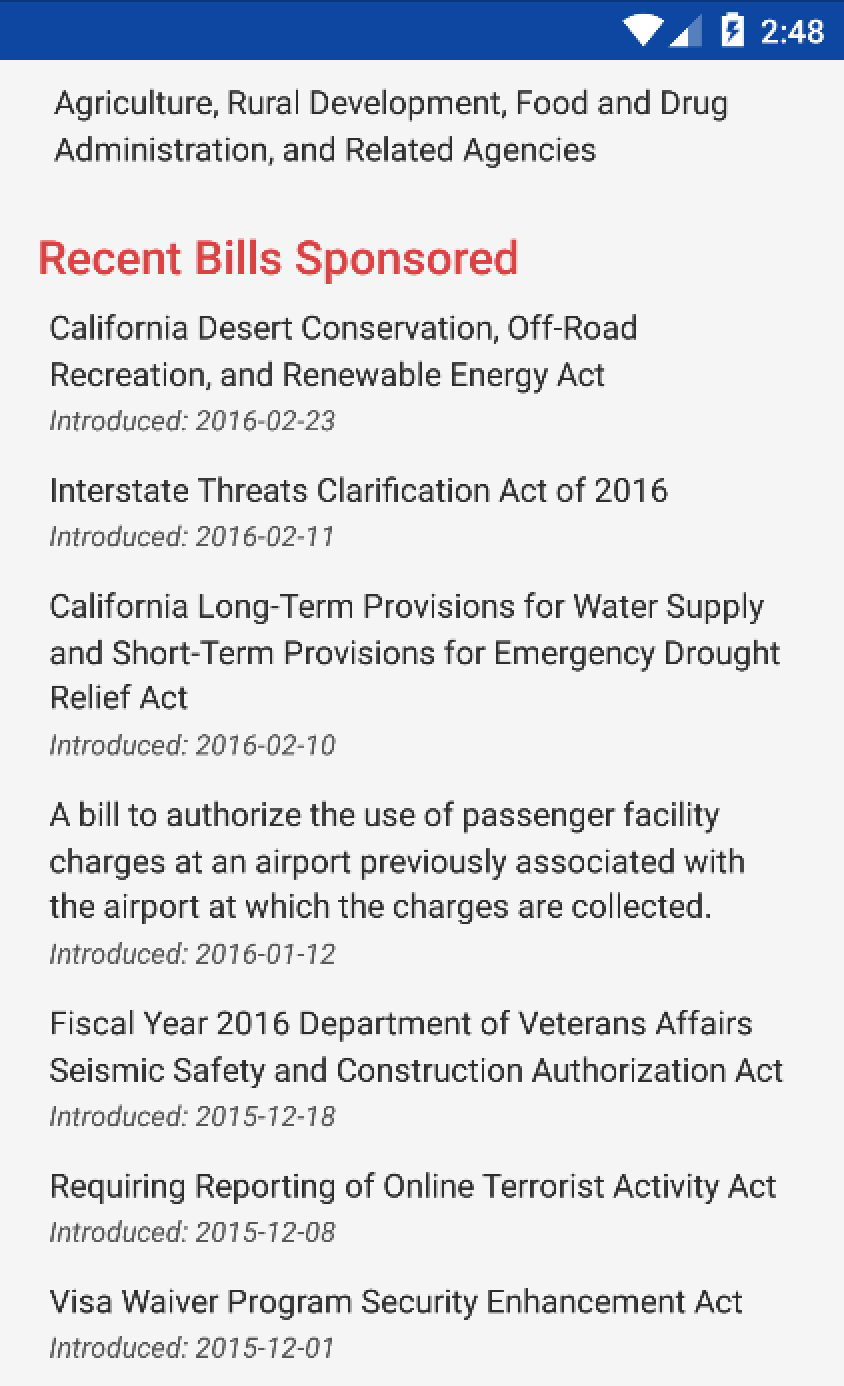 2:48
Agriculture, Rural Development, Food and Drug
Administration, and Related Agencies
Recent Bills Sponsored
California Desert Conservation, Off-Road
Recreation, and Renewable Energy Act
Introduced: 2016-02-23
Interstate Threats Clarification Act of 2016
Introduced: 2016-02-11
California Long-Term Provisions for Water Supply
and Short-Term Provisions for Emergency Drought
Relief Act
Introduced: 2016-02-10
A bill to authorize the use of passenger facility
charges at an airport previously associated with
the airport at which the charges are collected.
Introduced: 2016-01-12
Fiscal Year 2016 Department of Veterans Affairs
Seismic Safety and Construction Authorization Act
Introduced: 2015-12-18
Requiring Reporting of Online Terrorist Activity Act
Introduced: 2015-12-08
Visa Waiver Program Security Enhancement Act
Introduced: 2015-12-01